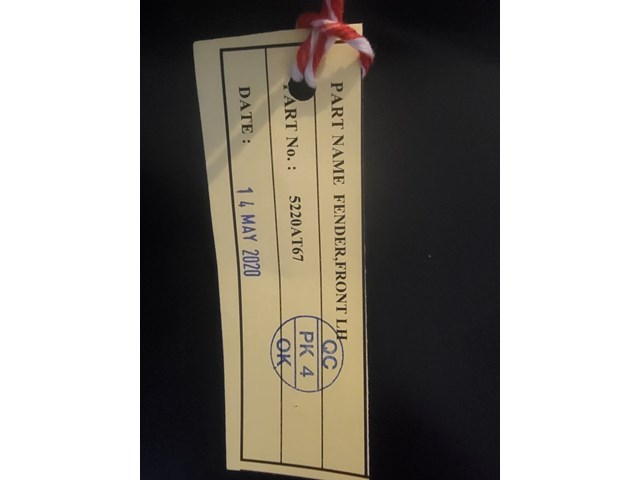 PART NAME FENDER,FRONT LH
PART No. : 5220AT67
DATE : 14 MAY 2020
QC
PK 4
OK